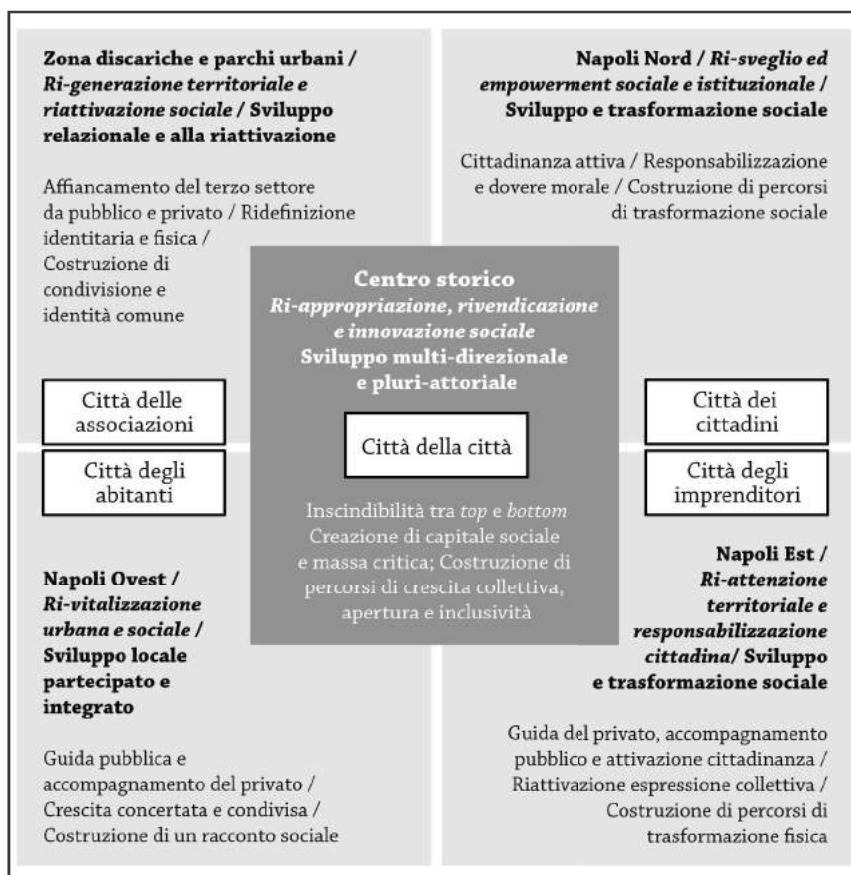 Zona discariche e parchi urbani /
Ri-generazione territoriale e
riattivazione sociale / Sviluppo
relazionale e alla riattivazione
Affiancamento del terzo settore
da pubblico e privato / Ridefinizione
identitaria e fisica /
Costruzione di
condivisione e
identità comune
Città delle
associazioni
Napoli Nord / Ri-sveglio ed
empowerment sociale e istituzionale /
Sviluppo e trasformazione sociale
Cittadinanza attiva / Responsabilizzazione
e dovere morale / Costruzione di percorsi
di trasformazione sociale
Città dei
cittadini
Centro storico
Ri-appropriazione, rivendicazione
e innovazione sociale
Sviluppo multi-direzionale
e pluri-attoriale
Città della città
Inscindibilità tra top e bottom
Creazione di capitale sociale
e massa critica; Costruzione di
percorsi di crescita collettiva,
apertura e inclusività
Città degli
abitanti
Napoli Ovest /
Ri-vitalizzazione
urbana e sociale /
Sviluppo locale
partecipato e
integrato
Guida pubblica e
accompagnamento del privato /
Crescita concertata e condivisa /
Costruzione di un racconto sociale
Città degli
imprenditori
Napoli Est /
Ri-attenzione
territoriale e
responsabilizzazione
cittadina/ Sviluppo
e trasformazione sociale
Guida del privato, accompagnamento
pubblico e attivazione cittadinanza /
Riattivazione espressione collettiva /
Costruzione di percorsi di
trasformazione fisica